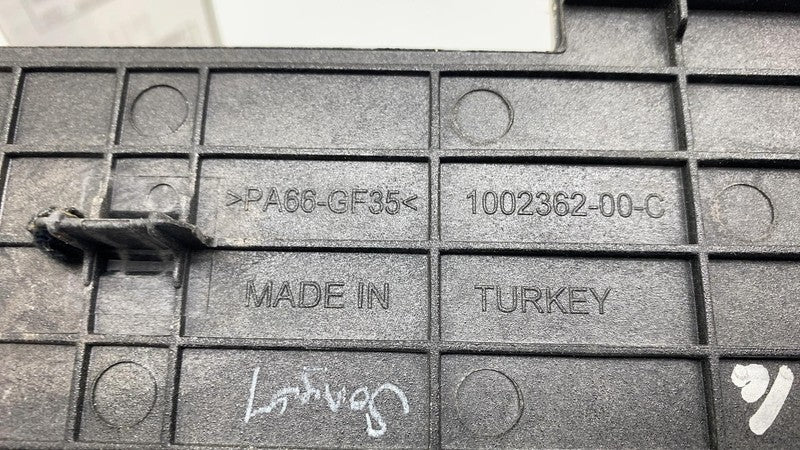 >PA66-GF35< 1002362-00-C
MADE IN TURKEY